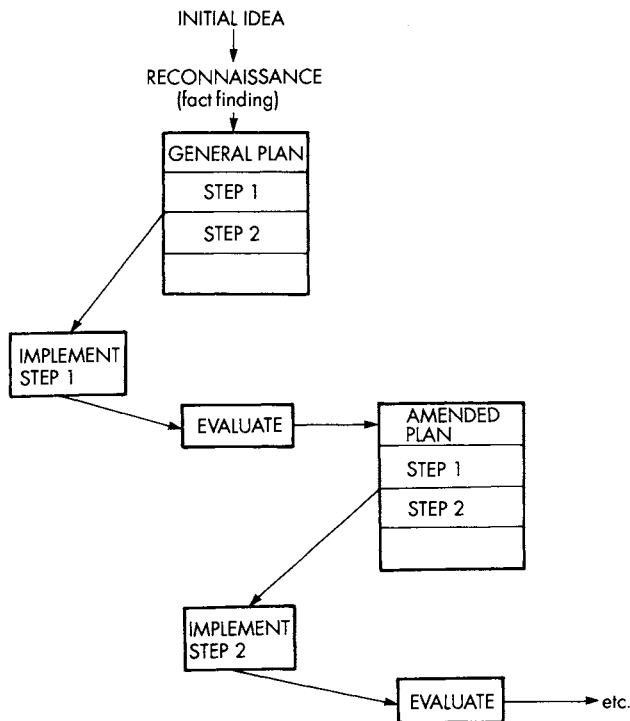 INITIAL IDEA
RECONNAISSANCE
(fact finding)
GENERAL PLAN
STEP 1
STEP 2
IMPLEMENT
STEP 1
EVALUATE
AMENDED
PLAN
STEP 1
STEP 2
IMPLEMENT
STEP 2
EVALUATE
etc.